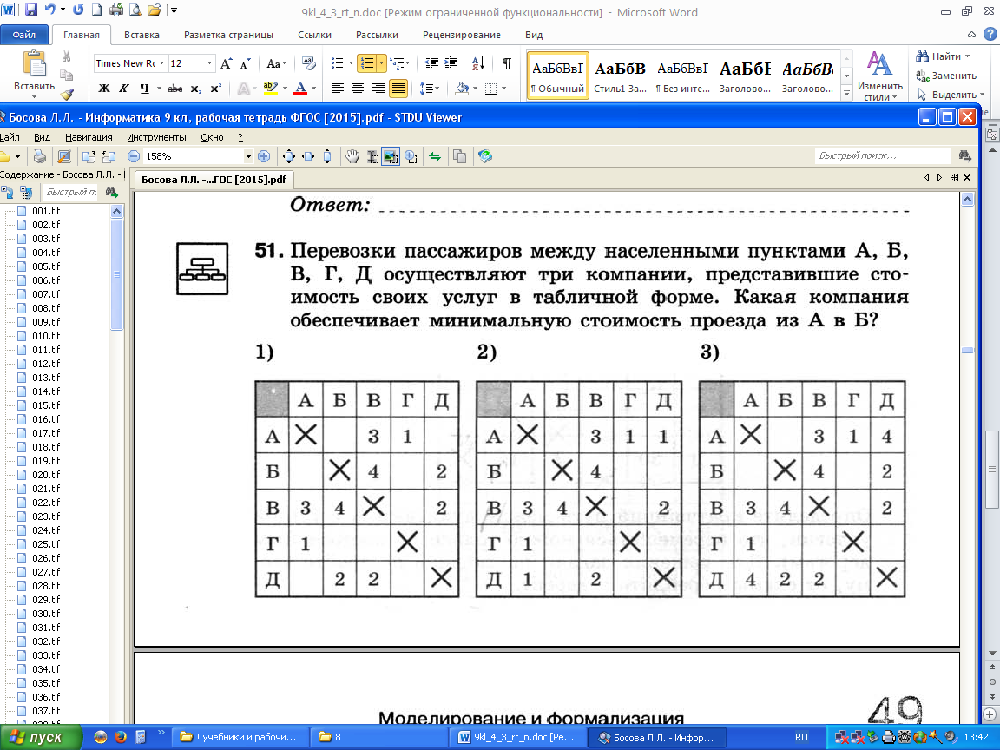 9kl_4_3_rt_n.doc [Режим ограниченной функциональности] - Microsoft Word
Файл Главная Вставка Разметка страницы Ссылки Рассылки Рецензирование Вид
Вставить
Times New Ro 12
Ж К Ч abc x₂ x² А
АаБбВвГ АаБбВ АаБбВвГ АаБбЕ АаБбВ
¶ Обычный Стиль1 За... ¶ Без инте... Заголово... Заголово...
Изменить стили
Найти
Заменить
Выделить
Босова Л.Л. - Информатика 9 кл, рабочая тетрадь ФГОС [2015].pdf - STDU Viewer
Файл Вид Навигация Инструменты Окно ?
158%
Быстрый поиск...
Содержание - Босова Л.Л. - I
Босова Л.Л. -...ГОС [2015].pdf
Быстрый по
001.tif
002.tif
003.tif
004.tif
005.tif
006.tif
007.tif
008.tif
009.tif
010.tif
011.tif
012.tif
013.tif
014.tif
015.tif
016.tif
017.tif
018.tif
019.tif
020.tif
021.tif
022.tif
023.tif
024.tif
025.tif
026.tif
027.tif
028.tif
029.tif
030.tif
031.tif
032.tif
033.tif
034.tif
035.tif
036.tif
037.tif
Ответ:
51. Перевозки пассажиров между населенными пунктами А, Б,
В, Г, Д осуществляют три компании, представившие сто-
имость своих услуг в табличной форме. Какая компания
обеспечивает минимальную стоимость проезда из А в Б?
1)
А Б В Г Д
А 3 1
Б 4 2
В 3 4 2
Г 1
Д 2 2
2)
А Б В Г Д
А 3 1 1
Б 4
В 3 4 2
Г 1
Д 1 2
3)
А Б В Г Д
А 3 1 4
Б 4 2
В 3 4 2
Г 1
Д 4 2 2
49
Моделирование и формализация
пуск
! учебники и рабочи...
8
9kl_4_3_rt_n.doc [Ре...
Босова Л.Л. - Инфор...
RU
13:42